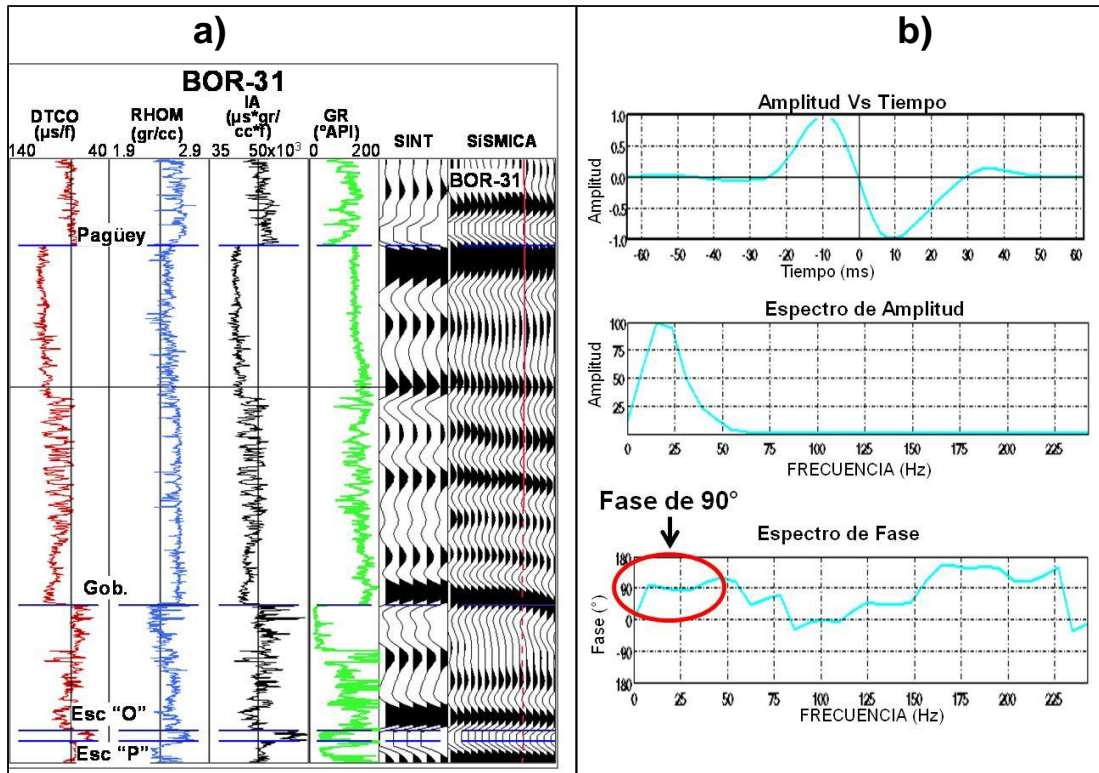 a)
BOR-31
DTCO RHOM IA GR SINT SíSMICA
(µs/f) (gr/cc) (µs*gr/ (°API)
cc*f)
140 40 1.9 2.9 35 50x10³ 0 200
BOR-31
Pagüey
Gob.
Esc "O"
Esc "P"
b)
Amplitud Vs Tiempo
Amplitud
1.0
0.5
0.0
-0.5
-1.0
-60 -50 -40 -30 -20 -10 0 10 20 30 40 50 60
Tiempo (ms)
Espectro de Amplitud
Amplitud
100
75
50
25
0 25 50 75 100 125 150 175 200 225
FRECUENCIA (Hz)
Fase de 90°
Espectro de Fase
Fase (°)
180
90
0
-90
180
0 25 50 75 100 125 150 175 200 225
FRECUENCIA (Hz)